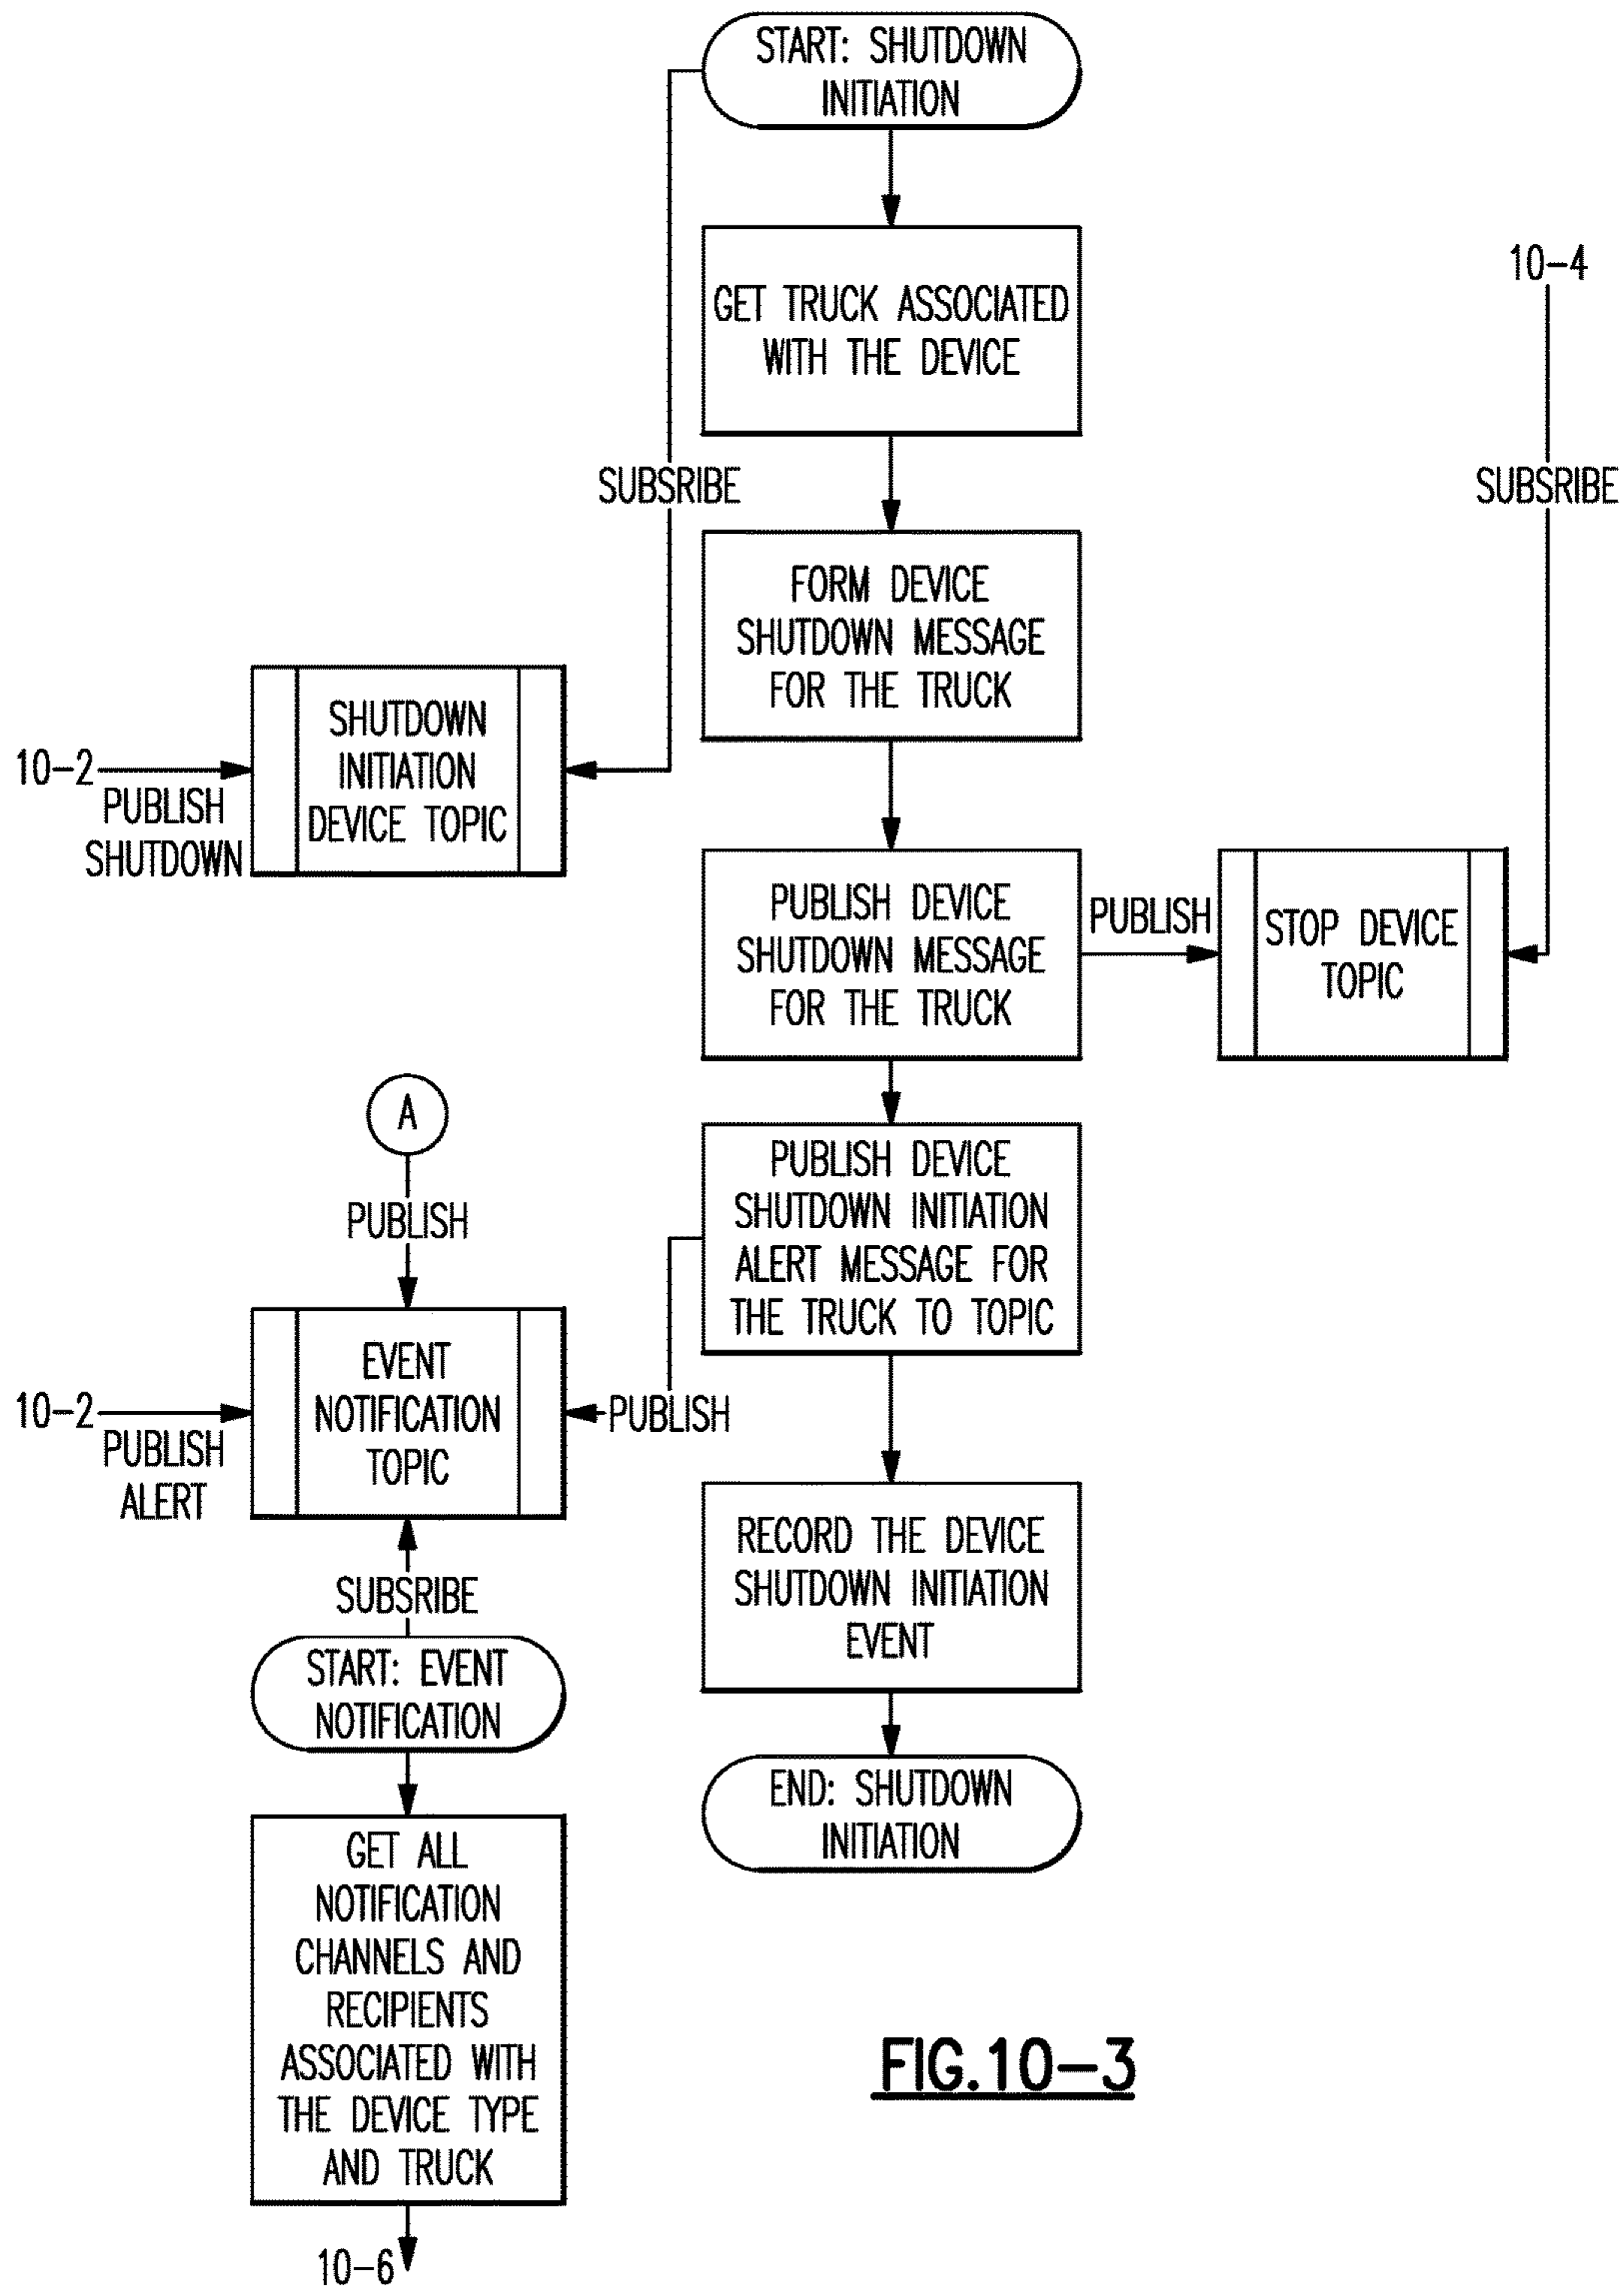 START: SHUTDOWN
INITIATION
GET TRUCK ASSOCIATED
WITH THE DEVICE
10-4
SUBSRIBE
SUBSRIBE
FORM DEVICE
SHUTDOWN MESSAGE
FOR THE TRUCK
SHUTDOWN
INITIATION
DEVICE TOPIC
10-2
PUBLISH
SHUTDOWN
PUBLISH DEVICE
SHUTDOWN MESSAGE
FOR THE TRUCK
PUBLISH
STOP DEVICE
TOPIC
A
PUBLISH
PUBLISH DEVICE
SHUTDOWN INITIATION
ALERT MESSAGE FOR
THE TRUCK TO TOPIC
EVENT
NOTIFICATION
TOPIC
10-2
PUBLISH
ALERT
PUBLISH
RECORD THE DEVICE
SHUTDOWN INITIATION
EVENT
SUBSRIBE
START: EVENT
NOTIFICATION
END: SHUTDOWN
INITIATION
GET ALL
NOTIFICATION
CHANNELS AND
RECIPIENTS
ASSOCIATED WITH
THE DEVICE TYPE
AND TRUCK
10-6
FIG.10-3